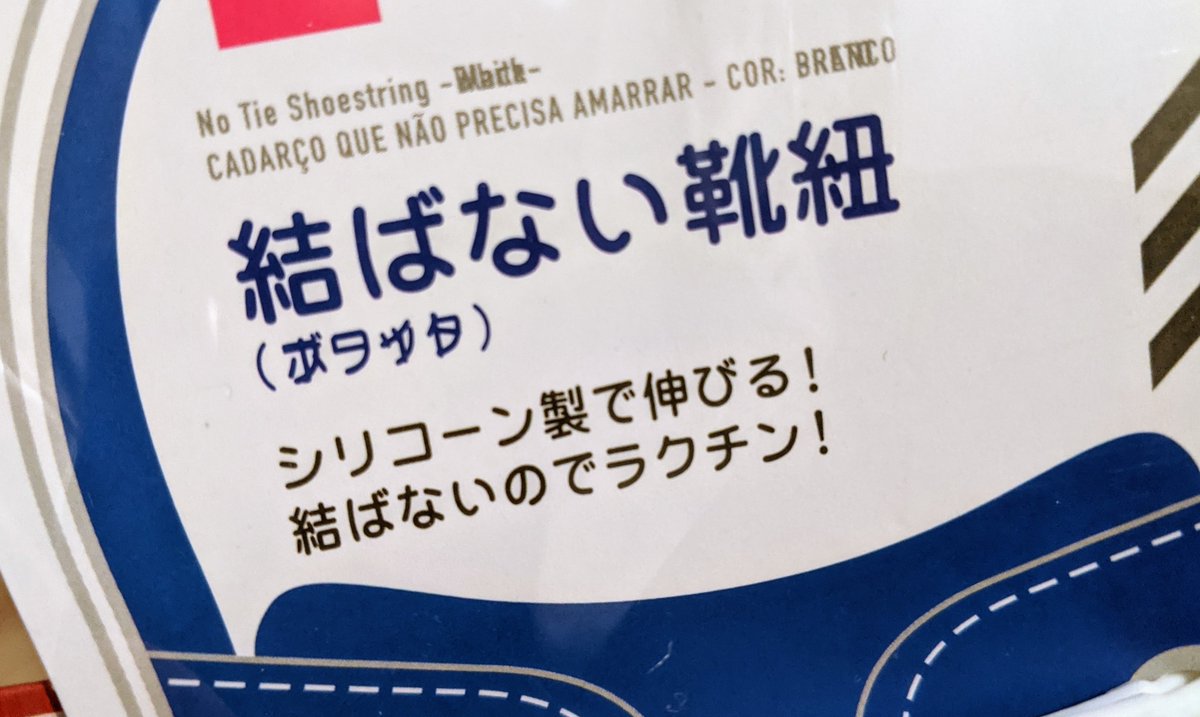 No Tie Shoestring
CADARÇO QUE NÃO PRECISA AMARRAR - COR:
結ばない靴紐
シリコーン製で伸びる!
結ばないのでラクチン!